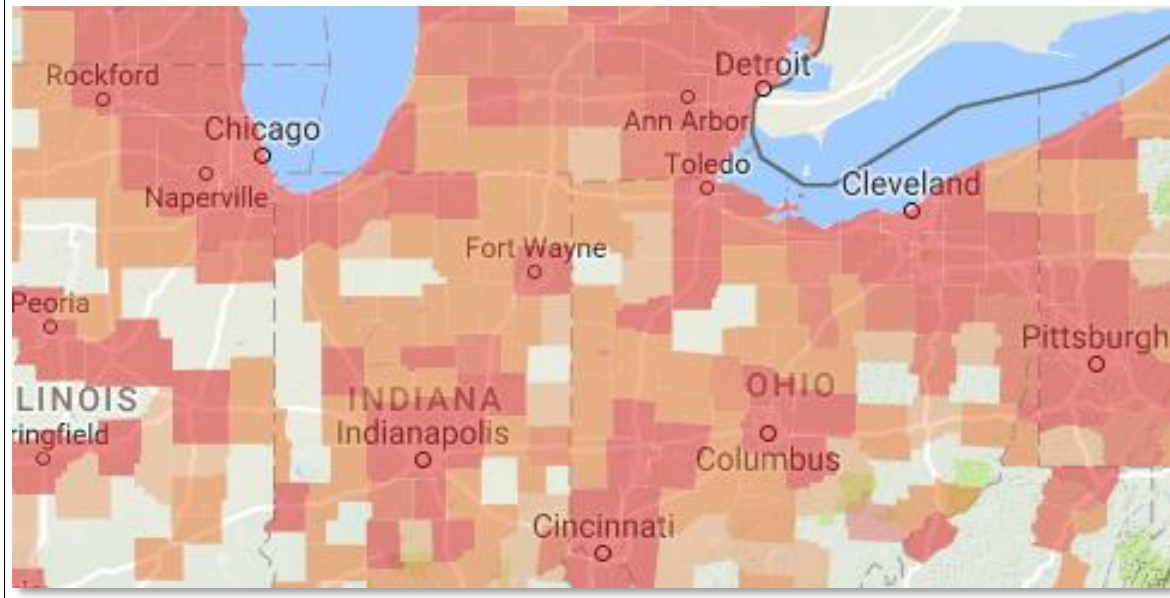 Rockford
Detroit
Ann Arbor
Chicago
Naperville
Toledo
Cleveland
Fort Wayne
Peoria
Pittsburgh
LINOIS
INDIANA
OHIO
ringfield
Indianapolis
Columbus
Cincinnati